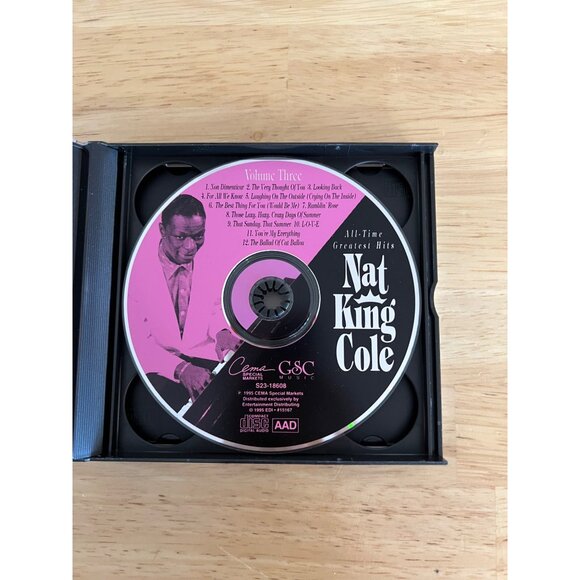 Volume Three
1. Non Dimenticar 2. The Very Thought Of You 3. Looking Back
4. For All We Know 5. Laughing On The Outside (Crying On The Inside)
6. The Best Thing For You (Would Be Me) 7. Ramblin' Rose
8. Those Lazy, Hazy, Crazy Days Of Summer
9. That Sunday, That Summer 10. L-O-V-E
11. You're My Everything
12. The Ballad Of Cat Ballou
All-Time
Greatest Hits
Nat
King
Cole
Cema
SPECIAL
MARKETS
GSC
MUSIC
S23-18608
℗ 1995 CEMA Special Markets
Distributed exclusively by
Entertainment Distributing
© 1995 EDI • #15167
COMPACT
disc
DIGITAL AUDIO
AAD